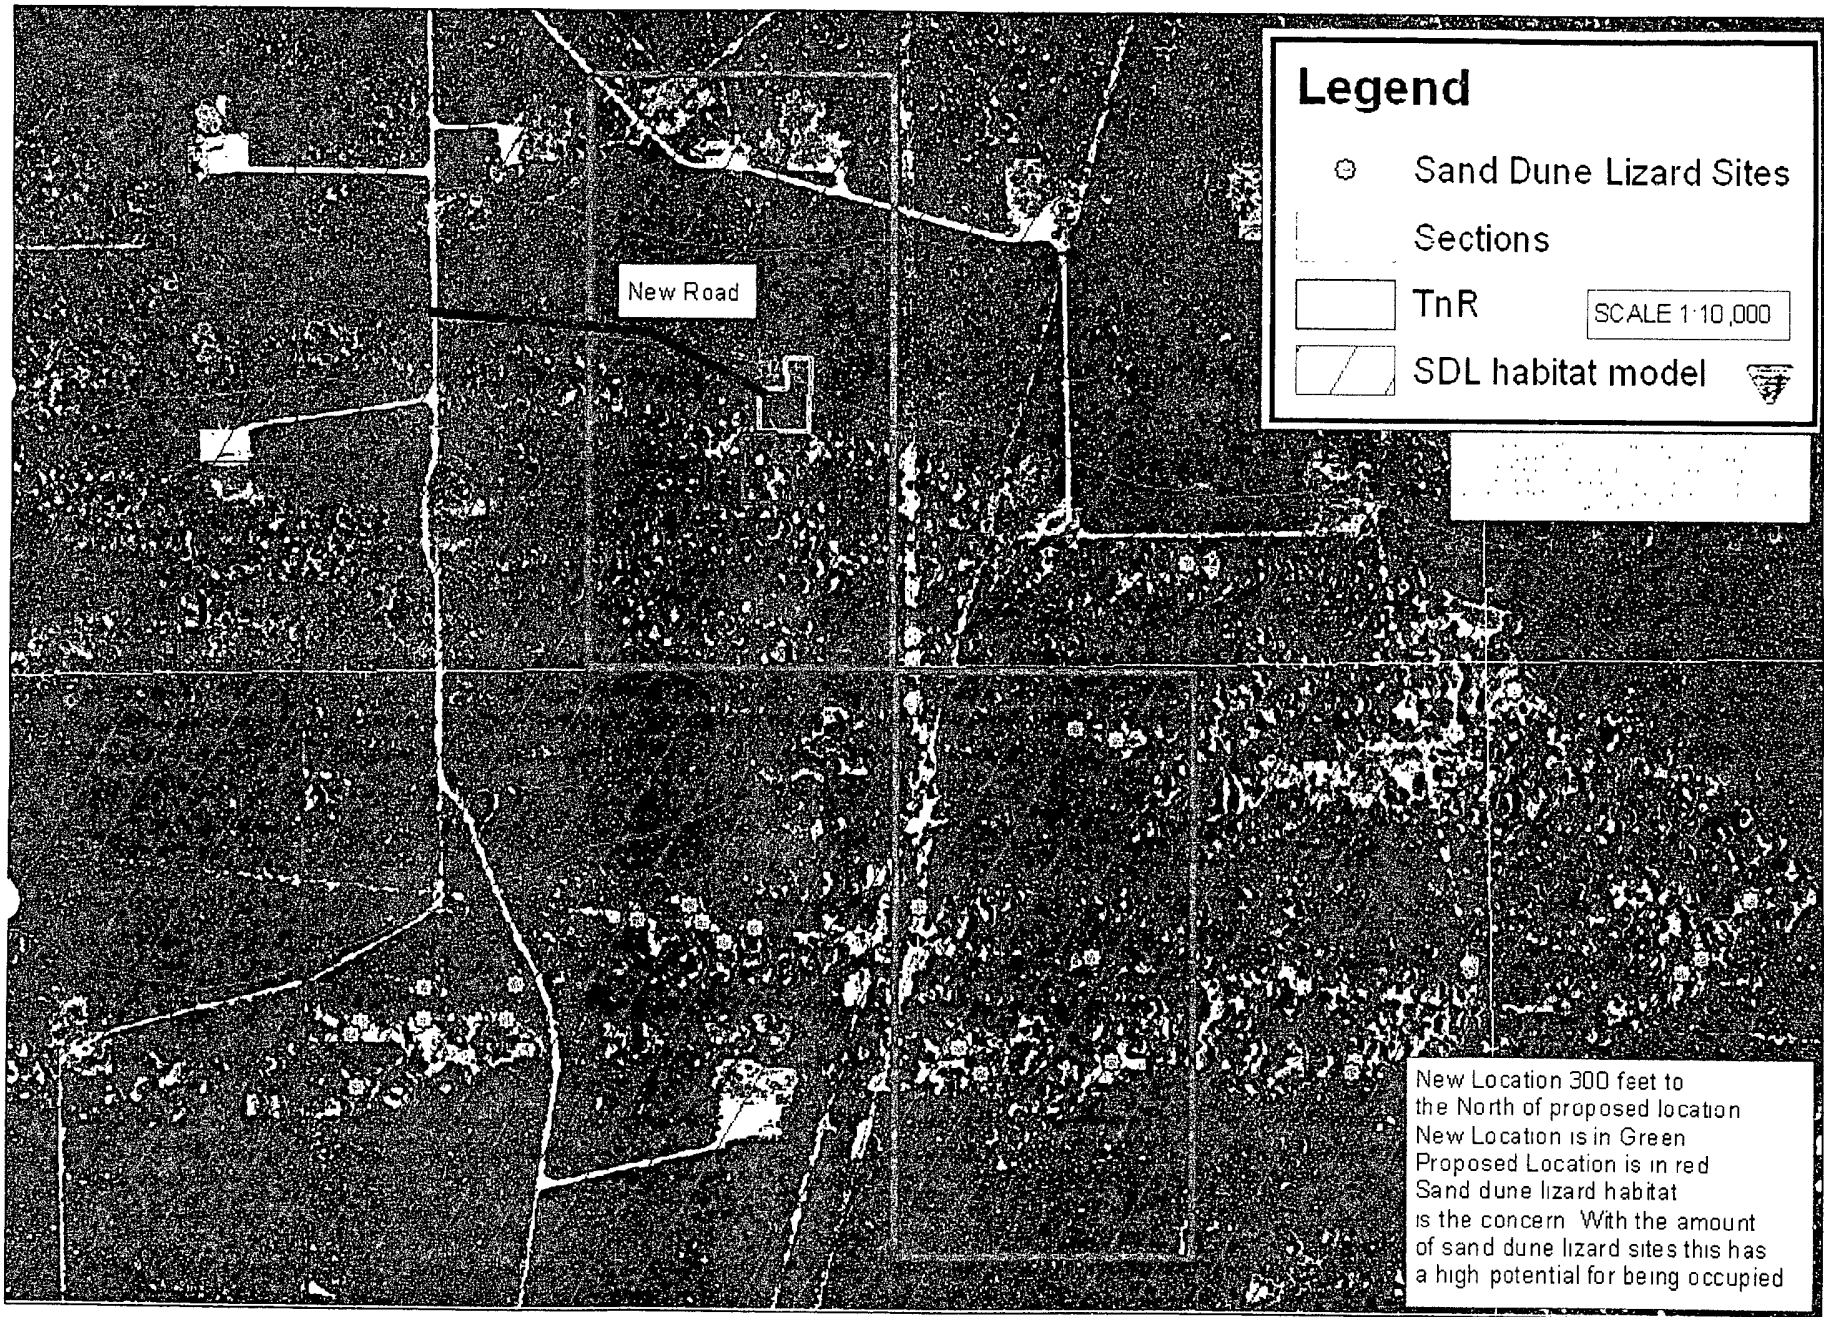 Legend
Sand Dune Lizard Sites
Sections
TnR
SCALE 1:10,000
SDL habitat model
New Road
New Location 300 feet to
the North of proposed location
New Location is in Green
Proposed Location is in red
Sand dune lizard habitat
is the concern With the amount
of sand dune lizard sites this has
a high potential for being occupied